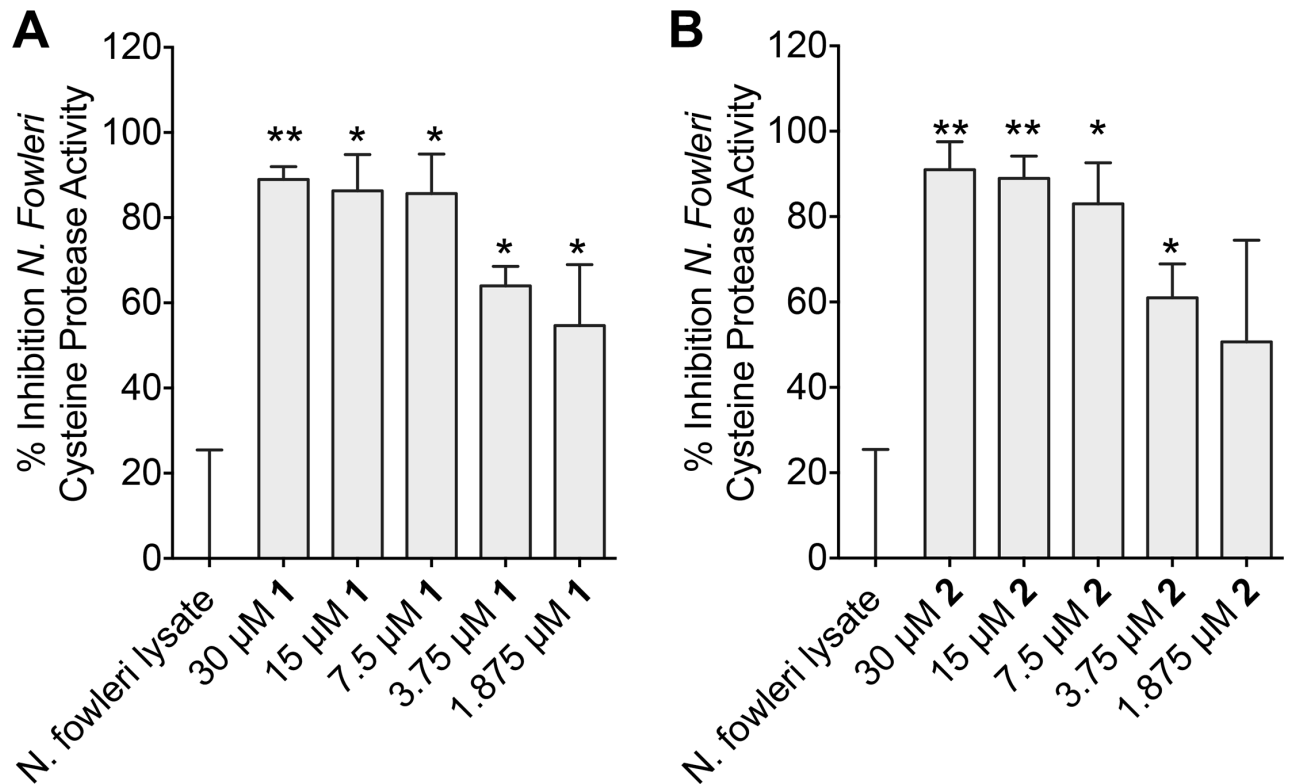 A
% Inhibition N. Fowleri
Cysteine Protease Activity
120
100
80
60
40
20
0
**
*
*
*
*
N. fowleri lysate
30 µM 1
15 µM 1
7.5 µM 1
3.75 µM 1
1.875 µM 1
B
% Inhibition N. Fowleri
Cysteine Protease Activity
120
100
80
60
40
20
0
**
**
*
*
N. fowleri lysate
30 µM 2
15 µM 2
7.5 µM 2
3.75 µM 2
1.875 µM 2